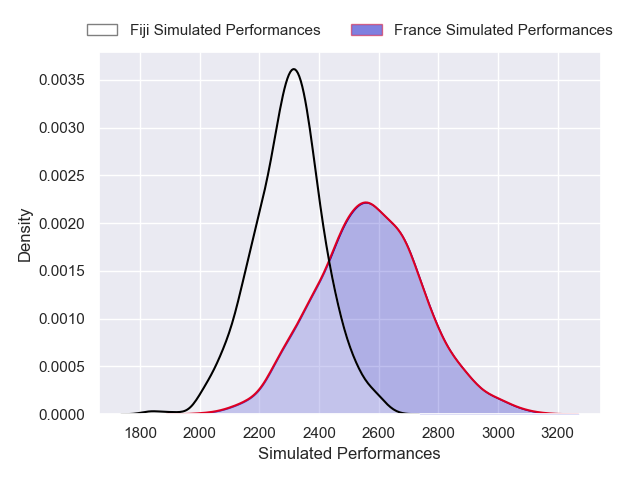 Fiji Simulated Performances France Simulated Performances
0.0035
0.0030
0.0025
0.0020
0.0015
0.0010
0.0005
0.0000
Density
1800 2000 2200 2400 2600 2800 3000 3200
Simulated Performances